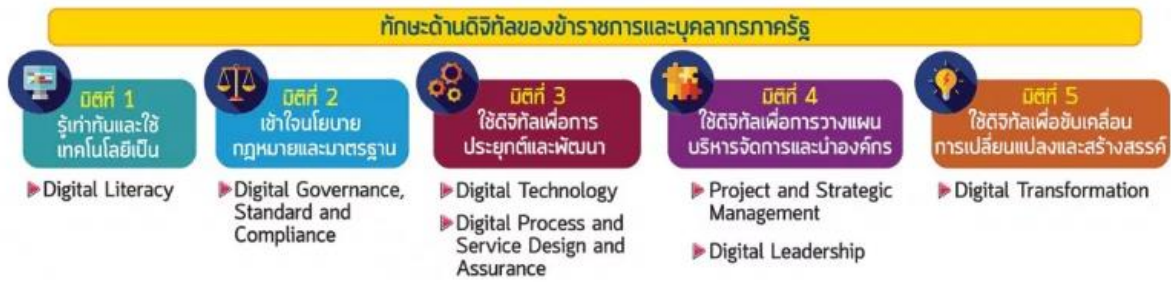 ทักษะด้านดิจิทัลของข้าราชการและบุคลากรภาครัฐ
มิติที่ 1
รู้เท่าทันและใช้
เทคโนโลยีเป็น
Digital Literacy
มิติที่ 2
เข้าใจนโยบาย
กฎหมายและมาตรฐาน
Digital Governance,
Standard and
Compliance
มิติที่ 3
ใช้ดิจิทัลเพื่อการ
ประยุกต์และพัฒนา
Digital Technology
Digital Process and
Service Design and
Assurance
มิติที่ 4
ใช้ดิจิทัลเพื่อการวางแผน
บริหารจัดการและนำองค์กร
Project and Strategic
Management
Digital Leadership
มิติที่ 5
ใช้ดิจิทัลเพื่อขับเคลื่อน
การเปลี่ยนแปลงและสร้างสรรค์
Digital Transformation